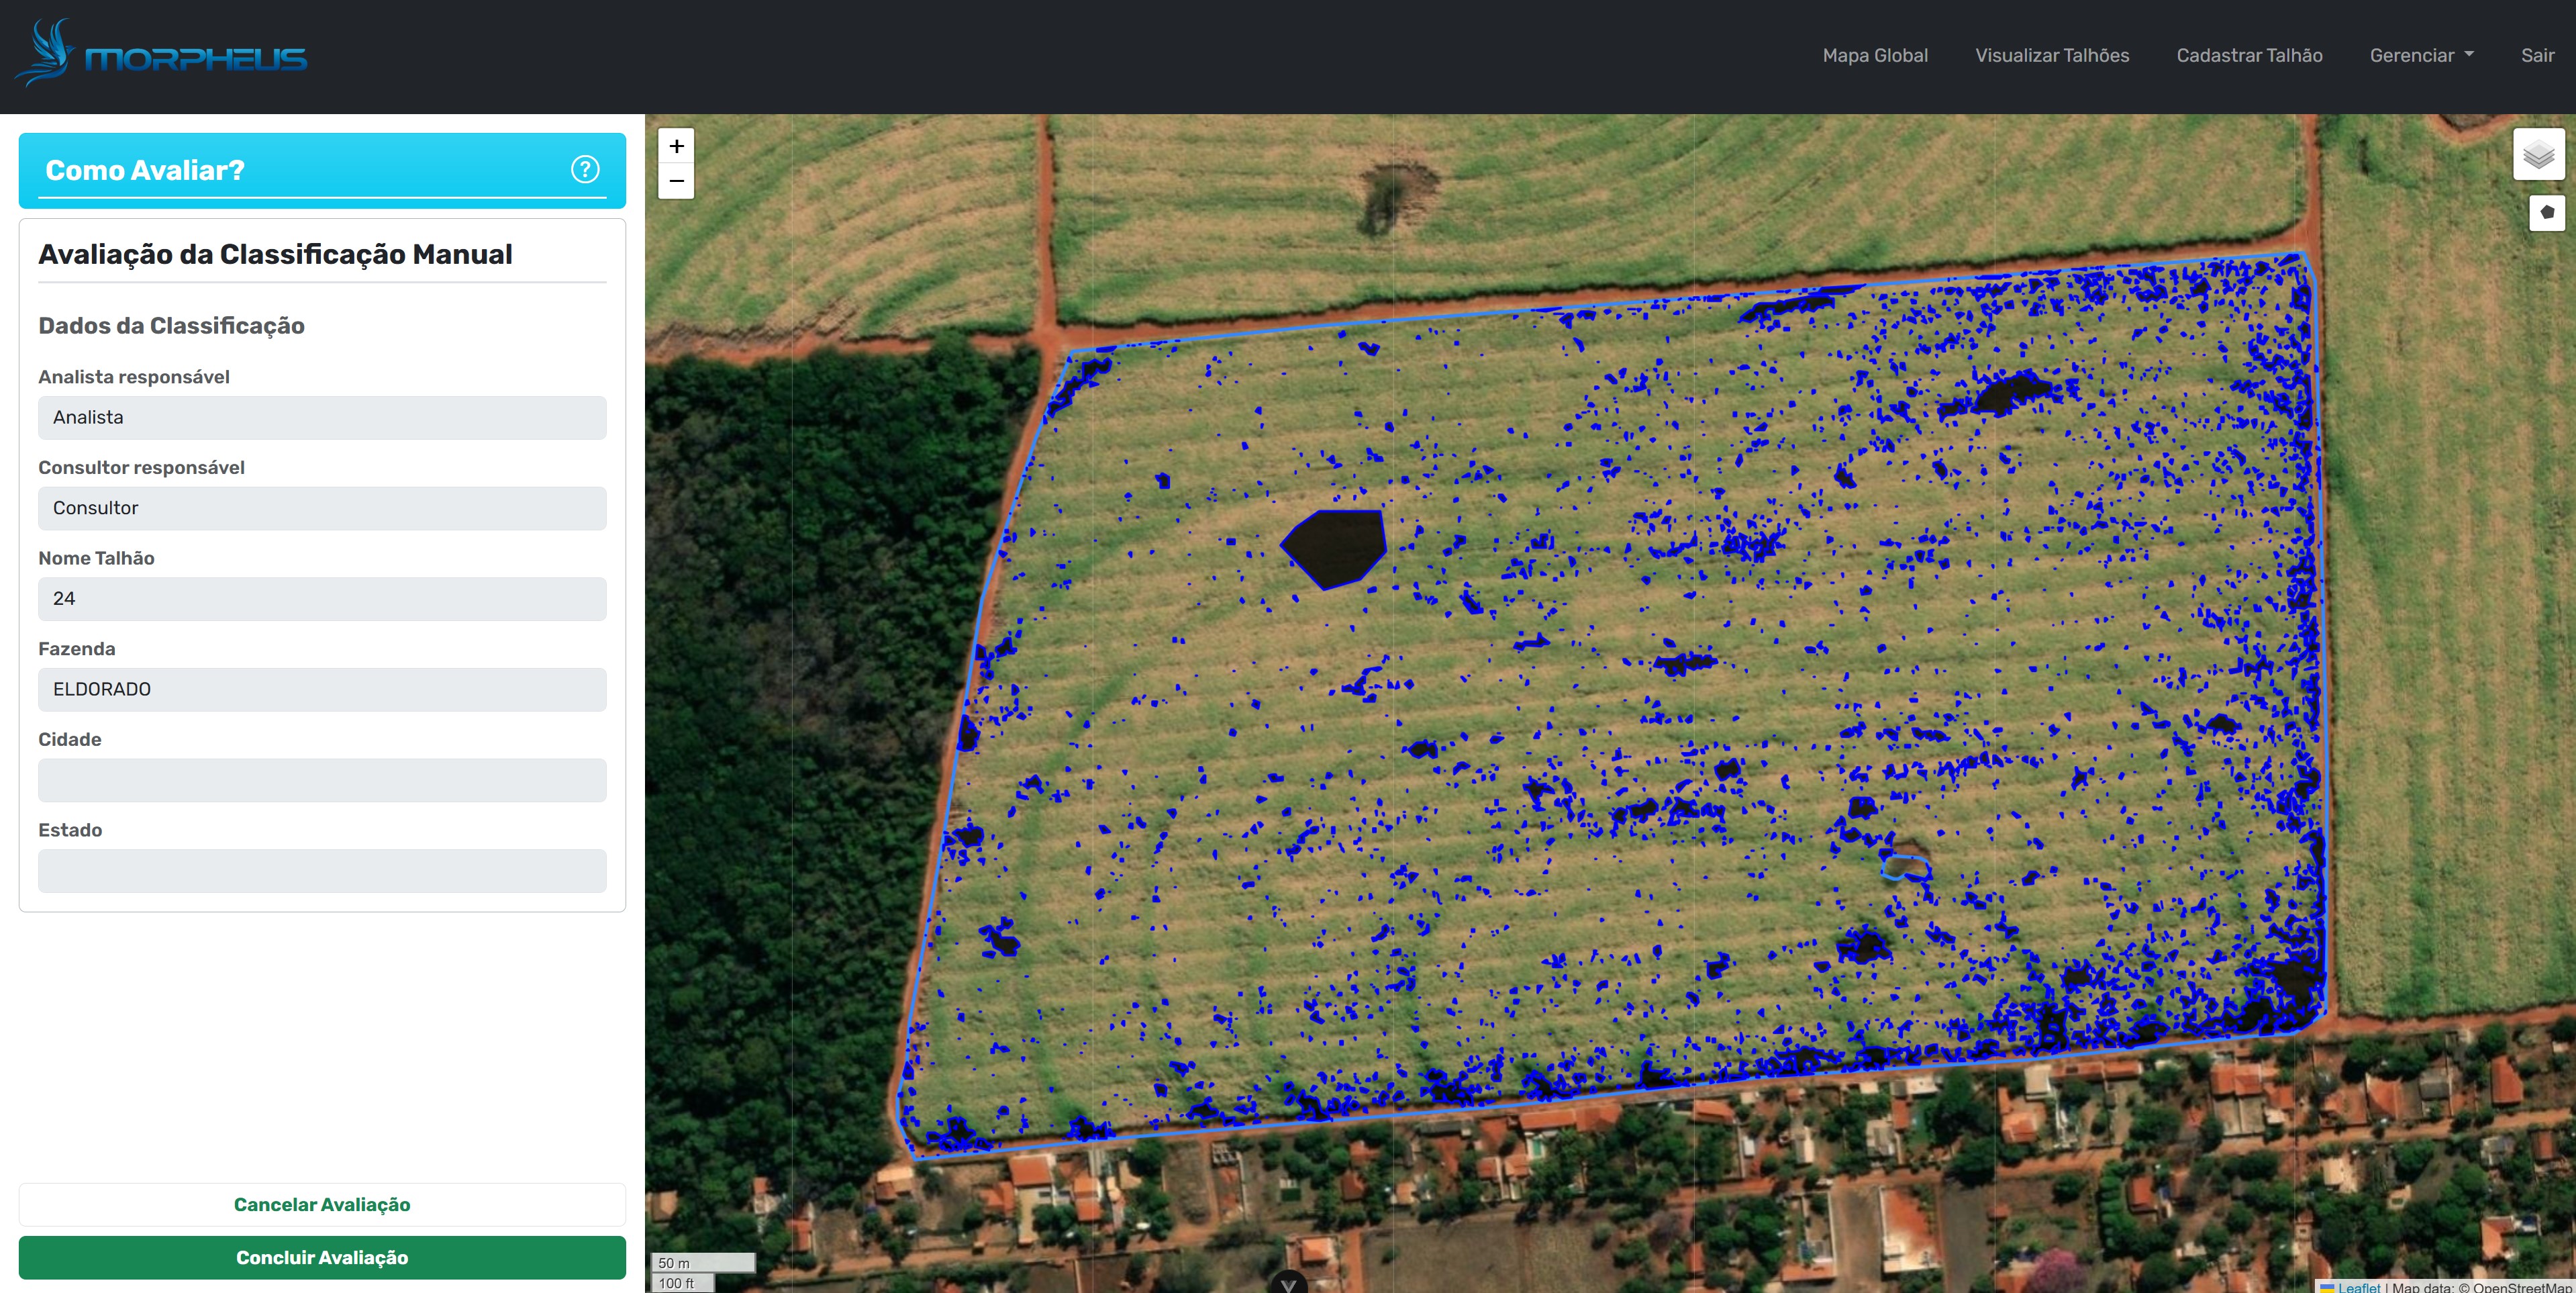 MORPHEUS
Mapa Global
Visualizar Talhões
Cadastrar Talhão
Gerenciar
Sair
Como Avaliar?
?
Avaliação da Classificação Manual
Dados da Classificação
Analista responsável
Analista
Consultor responsável
Consultor
Nome Talhão
24
Fazenda
ELDORADO
Cidade
Estado
Cancelar Avaliação
Concluir Avaliação
+
−
50 m
100 ft
Leaflet | Map data: © OpenStreetMap